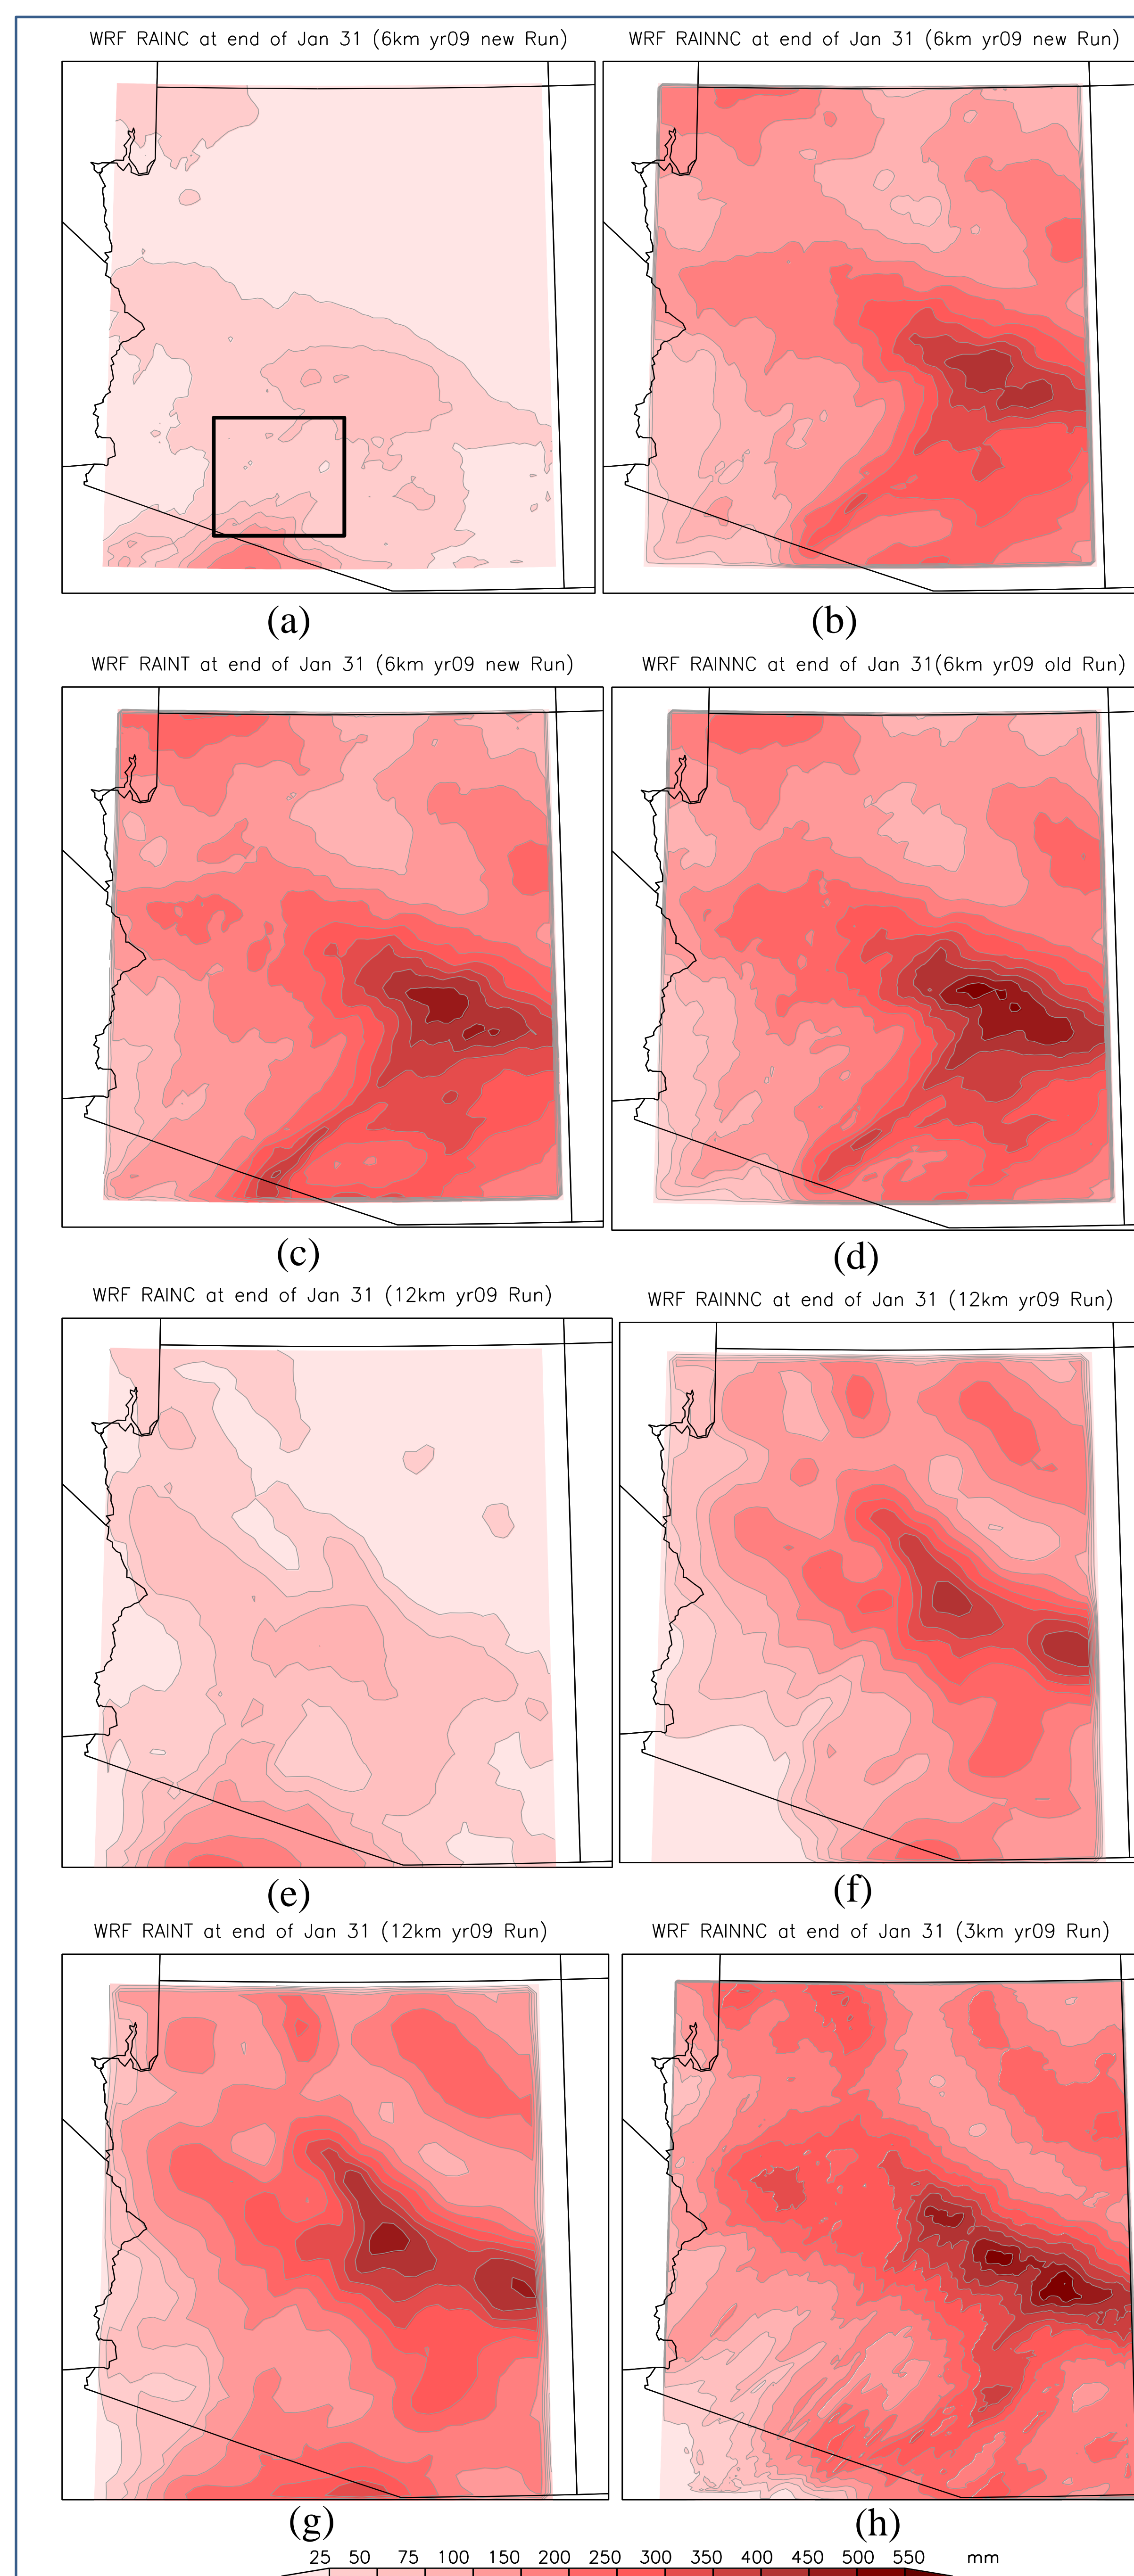 WRF RAINC at end of Jan 31 (6km yr09 new Run)
WRF RAINNC at end of Jan 31 (6km yr09 new Run)
(a)
(b)
WRF RAINT at end of Jan 31 (6km yr09 new Run)
WRF RAINNC at end of Jan 31(6km yr09 old Run)
(c)
(d)
WRF RAINC at end of Jan 31 (12km yr09 Run)
WRF RAINNC at end of Jan 31 (12km yr09 Run)
(e)
(f)
WRF RAINT at end of Jan 31 (12km yr09 Run)
WRF RAINNC at end of Jan 31 (3km yr09 Run)
(g)
(h)
25 50 75 100 150 200 250 300 350 400 450 500 550 mm